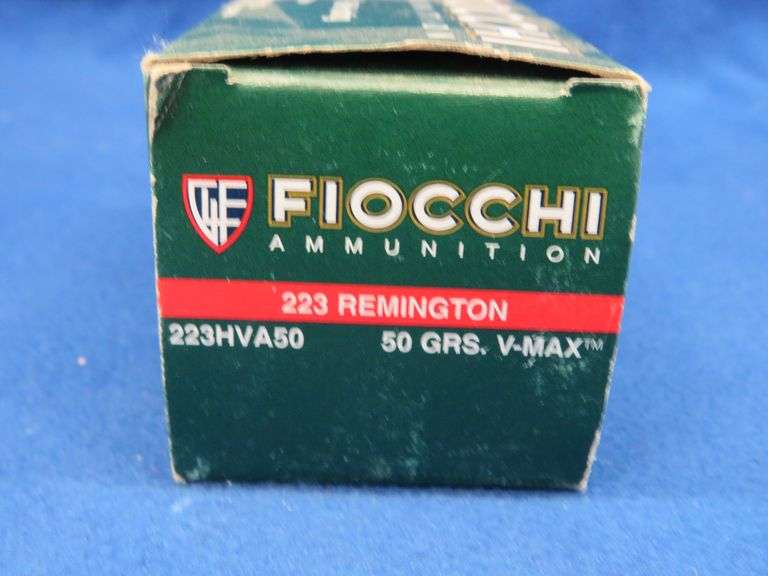 FIOCCHI
AMMUNITION
223 REMINGTON
223HVA50 50 GRS. V-MAX™